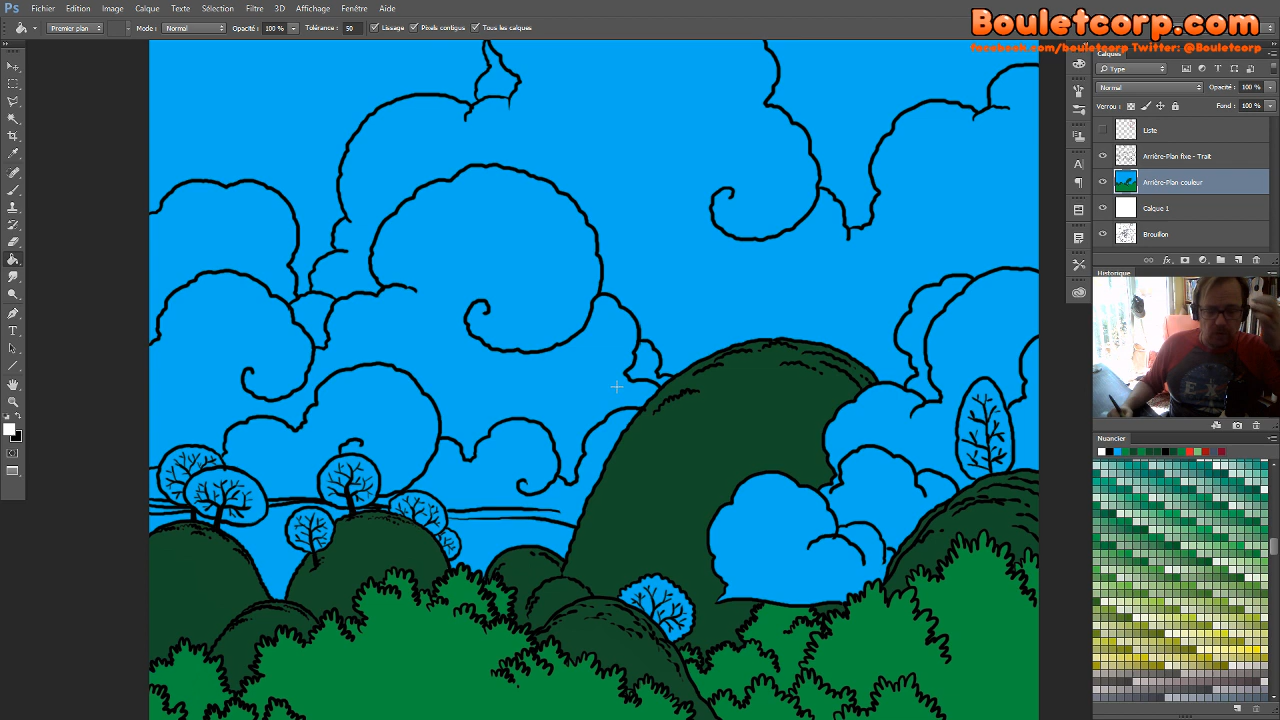 Ps Fichier Edition Image Calque Texte Sélection Filtre 3D Affichage Fenêtre Aide
Premier plan Mode : Normal Opacité : 100 % Tolérance : 50 Lissage Pixels contigus Tous les calques
Bouletcorp.com
facebook.com/bouletcorp Twitter: @Bouletcorp
Calques
Type
Normal Opacité : 100 %
Verrou : Fond : 100 %
Liste
Arrière-Plan fixe - Trait
Arrière-Plan couleur
Calque 1
Brouillon
Historique
Nuancier